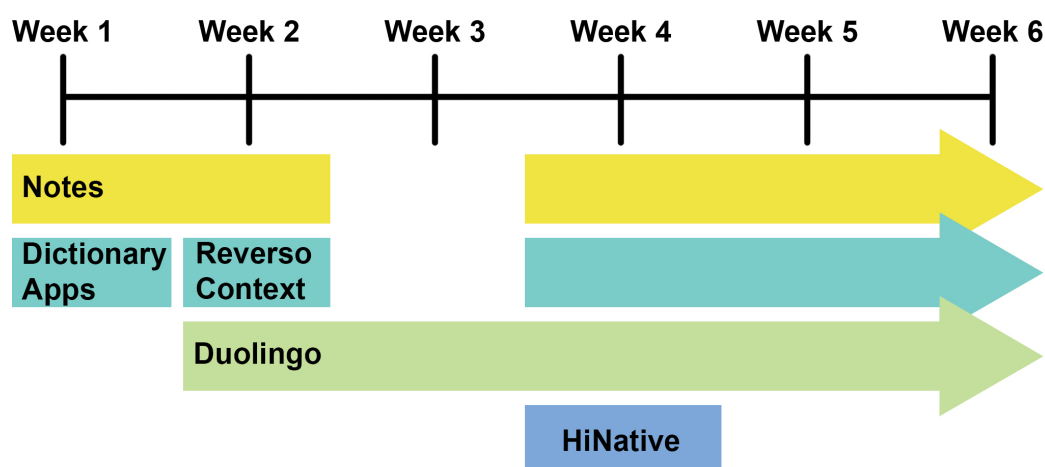 Week 1 Week 2 Week 3 Week 4 Week 5 Week 6
Notes
Dictionary
Apps
Reverso
Context
Duolingo
HiNative